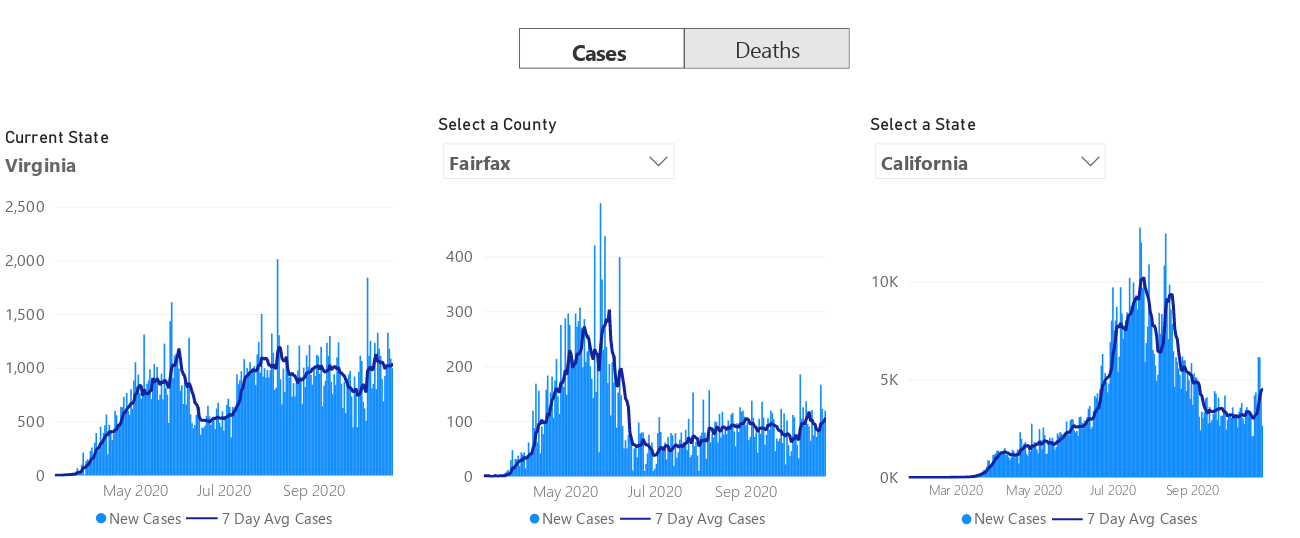 Cases Deaths
Current State
Virginia
2,500
2,000
1,500
1,000
500
0
May 2020 Jul 2020 Sep 2020
New Cases 7 Day Avg Cases
Select a County
Fairfax
400
300
200
100
0
May 2020 Jul 2020 Sep 2020
New Cases 7 Day Avg Cases
Select a State
California
10K
5K
0K
Mar 2020 May 2020 Jul 2020 Sep 2020
New Cases 7 Day Avg Cases